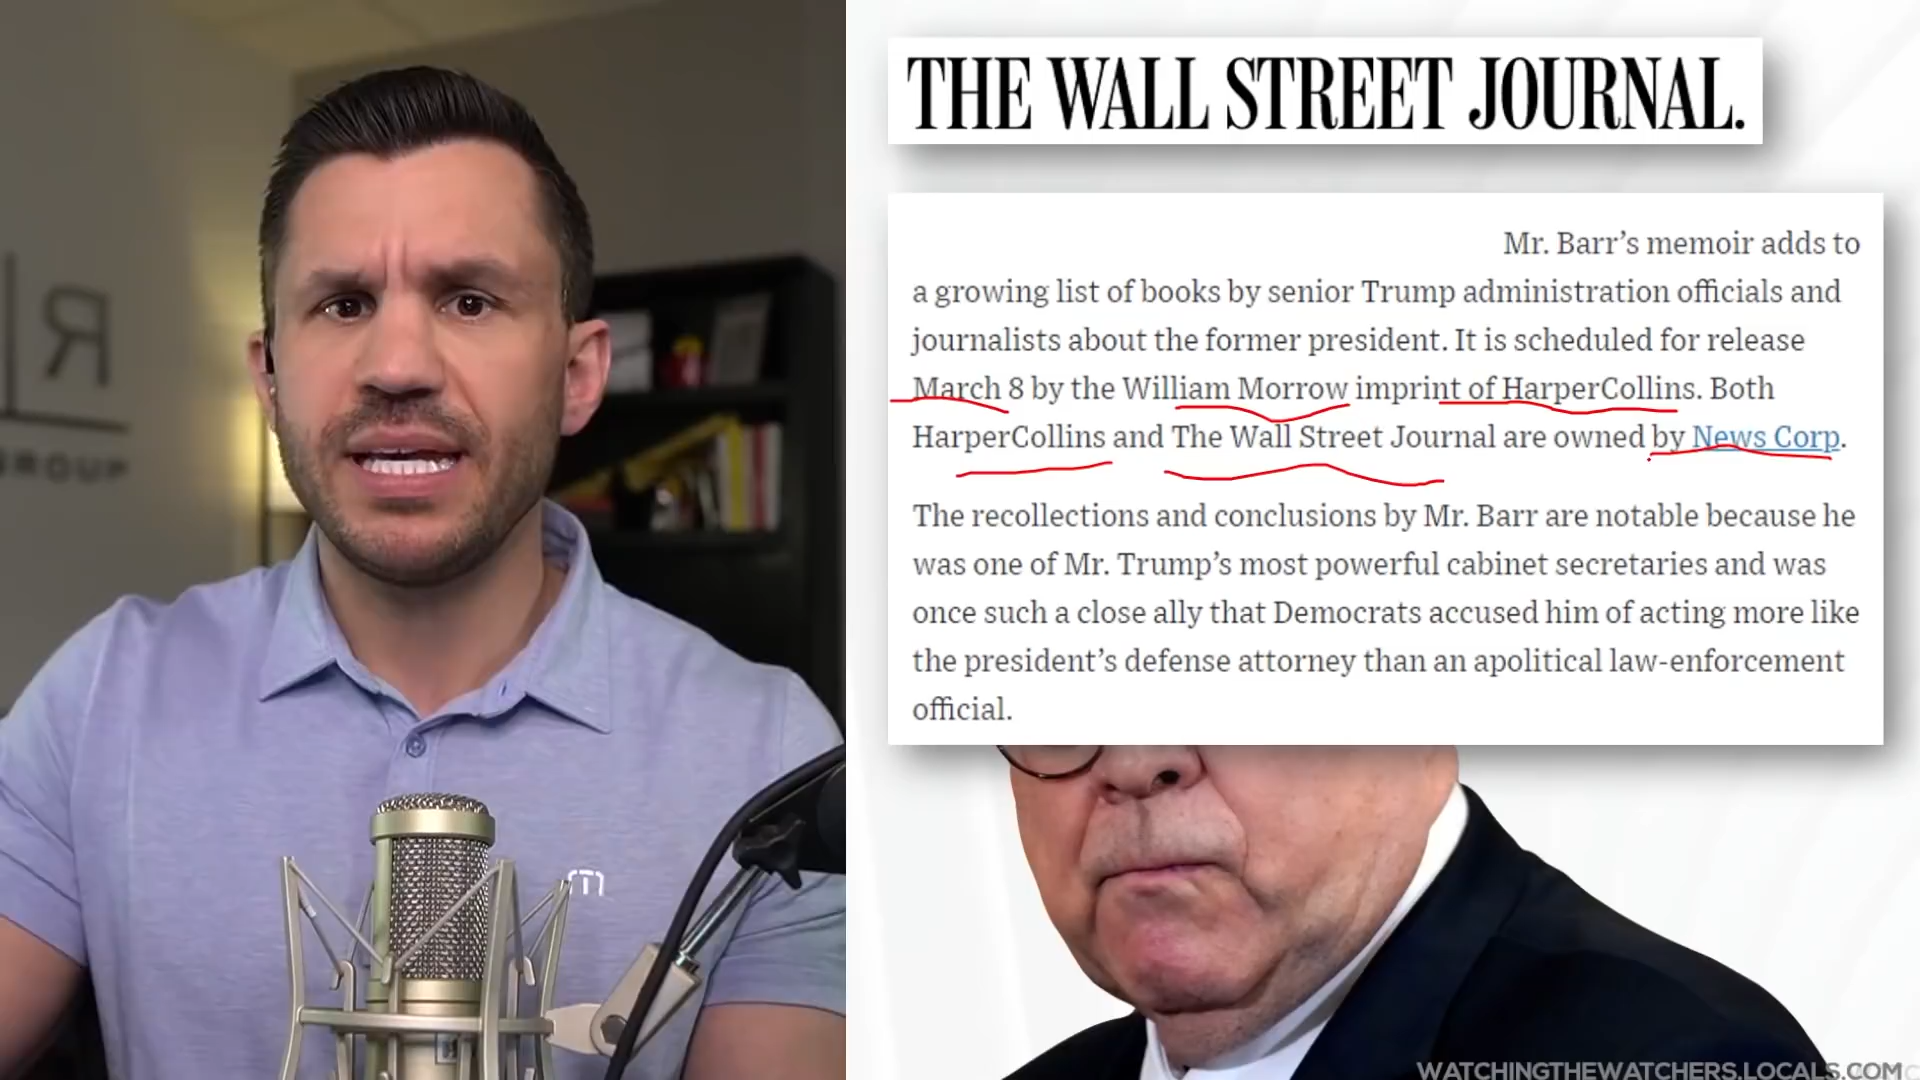 R
GROUP
THE WALL STREET JOURNAL.
Mr. Barr’s memoir adds to
a growing list of books by senior Trump administration officials and
journalists about the former president. It is scheduled for release
March 8 by the William Morrow imprint of HarperCollins. Both
HarperCollins and The Wall Street Journal are owned by News Corp.
The recollections and conclusions by Mr. Barr are notable because he
was one of Mr. Trump’s most powerful cabinet secretaries and was
once such a close ally that Democrats accused him of acting more like
the president’s defense attorney than an apolitical law-enforcement
official.
WATCHINGTHEWATCHERS.LOCALS.COM